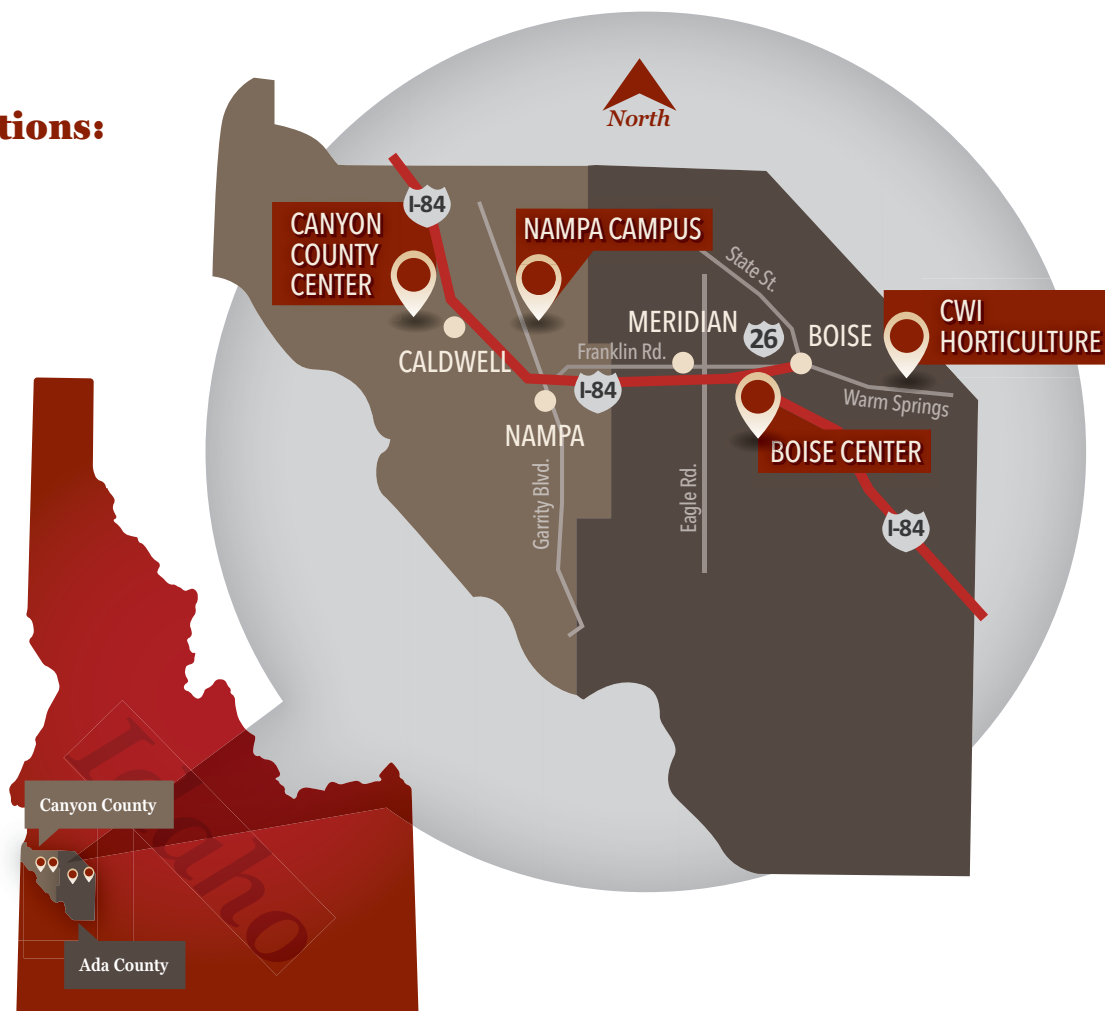 tions:
North
I-84
CANYON
COUNTY
CENTER
NAMPA CAMPUS
State St.
CWI
HORTICULTURE
MERIDIAN
26
BOISE
CALDWELL
Franklin Rd.
I-84
Warm Springs
NAMPA
BOISE CENTER
Garrity Blvd.
Eagle Rd.
I-84
Idaho
Canyon County
Ada County